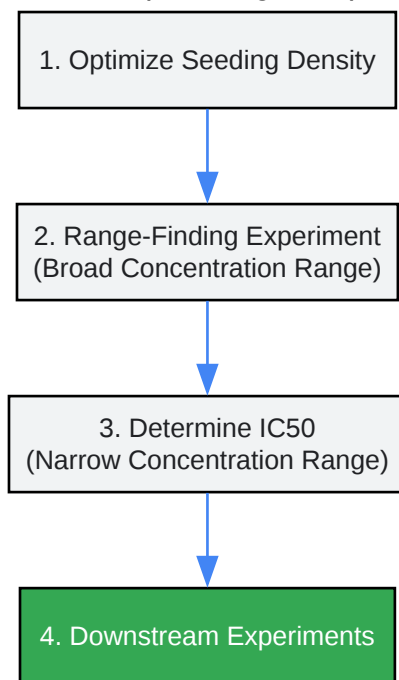 1. Optimize Seeding Density
2. Range-Finding Experiment
(Broad Concentration Range)
3. Determine IC50
(Narrow Concentration Range)
4. Downstream Experiments